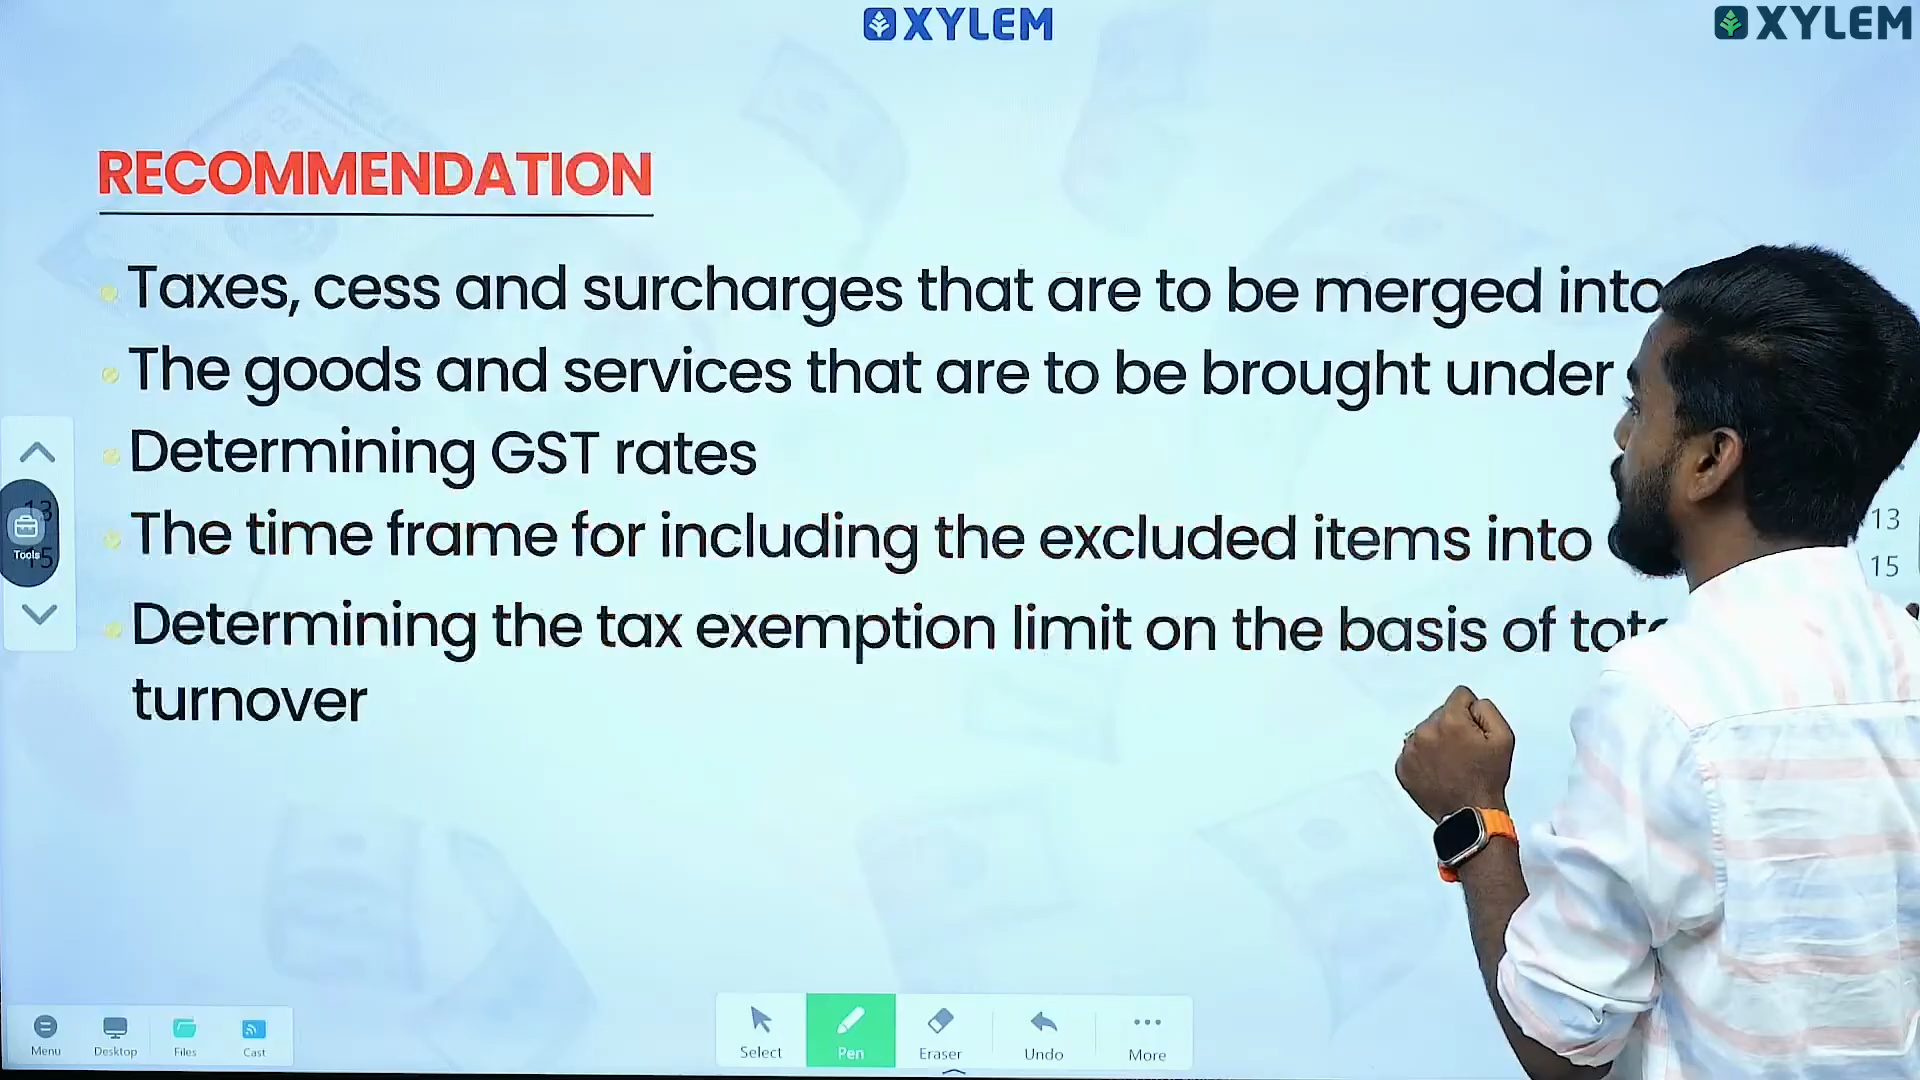 XYLEM
XYLEM
RECOMMENDATION
Taxes, cess and surcharges that are to be merged into
The goods and services that are to be brought under
Determining GST rates
The time frame for including the excluded items into
Determining the tax exemption limit on the basis of
turnover
13
15
Tools
13
15
Menu
Desktop
Files
Cast
Select
Pen
Eraser
Undo
More